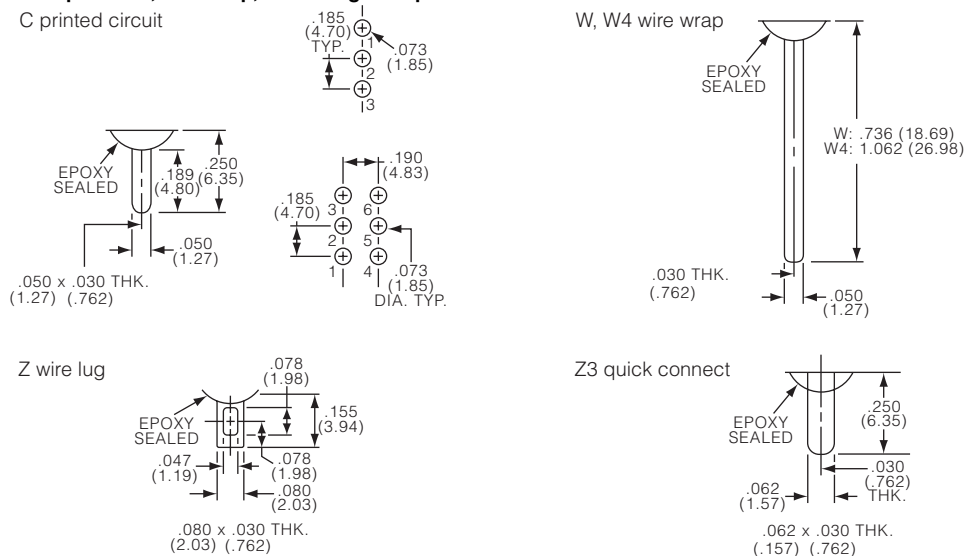 C printed circuit
.185
(4.70)
TYP.
1
2
3
.073
(1.85)
EPOXY
SEALED
.189
(4.80)
.250
(6.35)
.050
(1.27)
.050 x .030 THK.
(1.27) (.762)
.190
(4.83)
.185
(4.70)
3
6
2
5
1
4
.073
(1.85)
DIA. TYP.
W, W4 wire wrap
EPOXY
SEALED
W: .736 (18.69)
W4: 1.062 (26.98)
.030 THK.
(.762)
.050
(1.27)
Z wire lug
.078
(1.98)
EPOXY
SEALED
.155
(3.94)
.047
(1.19)
.078
(1.98)
.080
(2.03)
.080 x .030 THK.
(2.03) (.762)
Z3 quick connect
EPOXY
SEALED
.250
(6.35)
.062
(1.57)
.030
(.762)
THK.
.062 x .030 THK.
(.157) (.762)